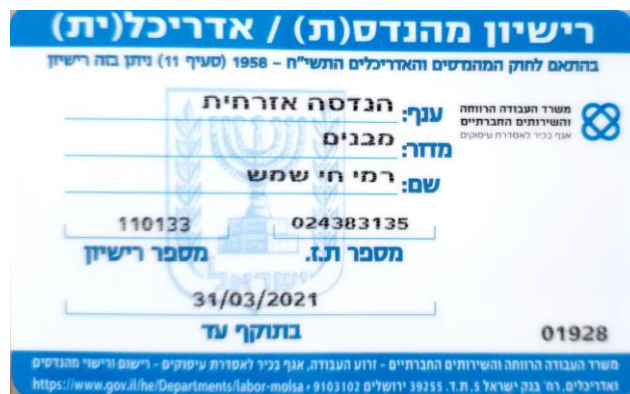 רישיון מהנדס(ת) / אדריכל(ית)
בהתאם לחוק המהנדסים והאדריכלים התשי"ח – 1958 (סעיף 11) ניתן בזה רישיון
משרד העבודה הרווחה
והשירותים החברתיים
אגף בכיר לאסדרת עיסוקים
ענף: הנדסה אזרחית
מדור: מבנים
שם: רמי חי שמש
024383135 110133
מספר ת.ז. מספר רישיון
ישראל
31/03/2021
בתוקף עד
01928
משרד העבודה הרווחה והשירותים החברתיים – זרוע העבודה, אגף בכיר לאסדרת עיסוקים – רישום ורישוי מהנדסים
ואדריכלים, רח' בנק ישראל 5, ת.ד. 39255 ירושלים 9103102 • https://www.gov.il/he/Departments/labor-molsa